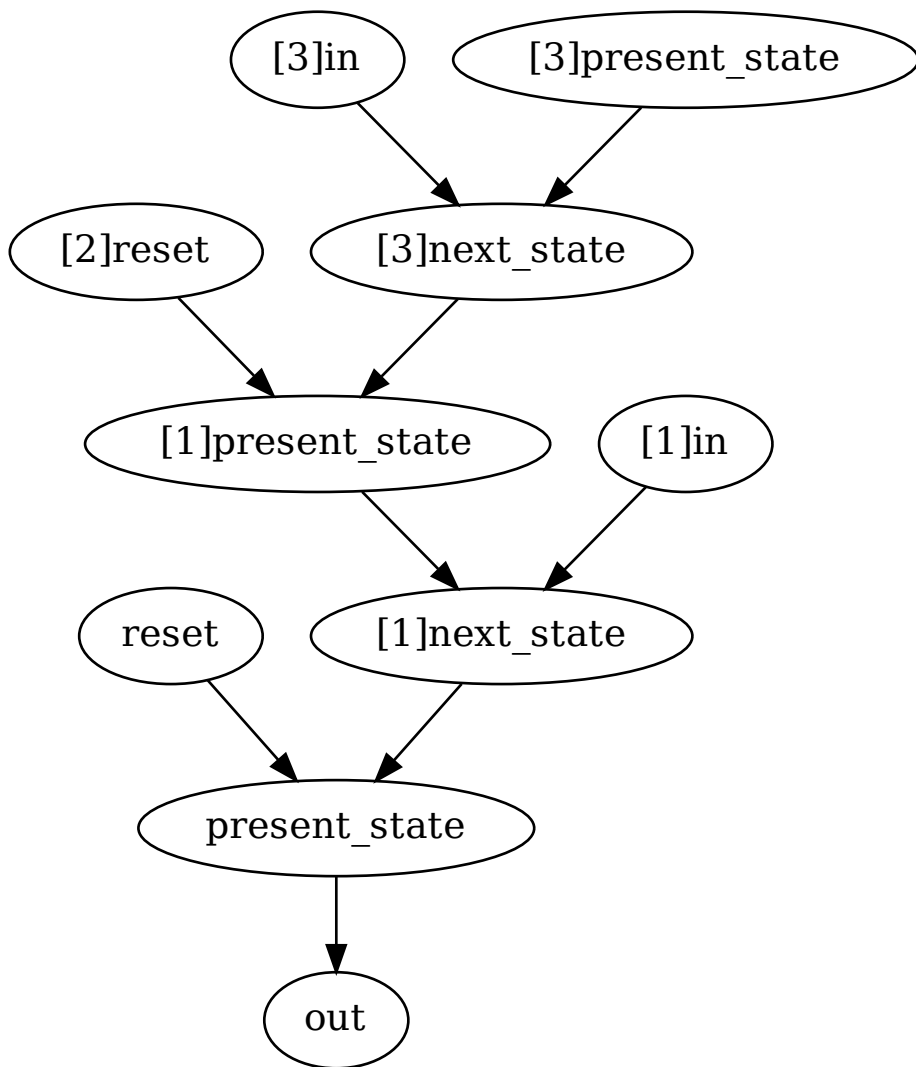 [3]in
[3]present_state
[2]reset
[3]next_state
[1]present_state
[1]in
reset
[1]next_state
present_state
out